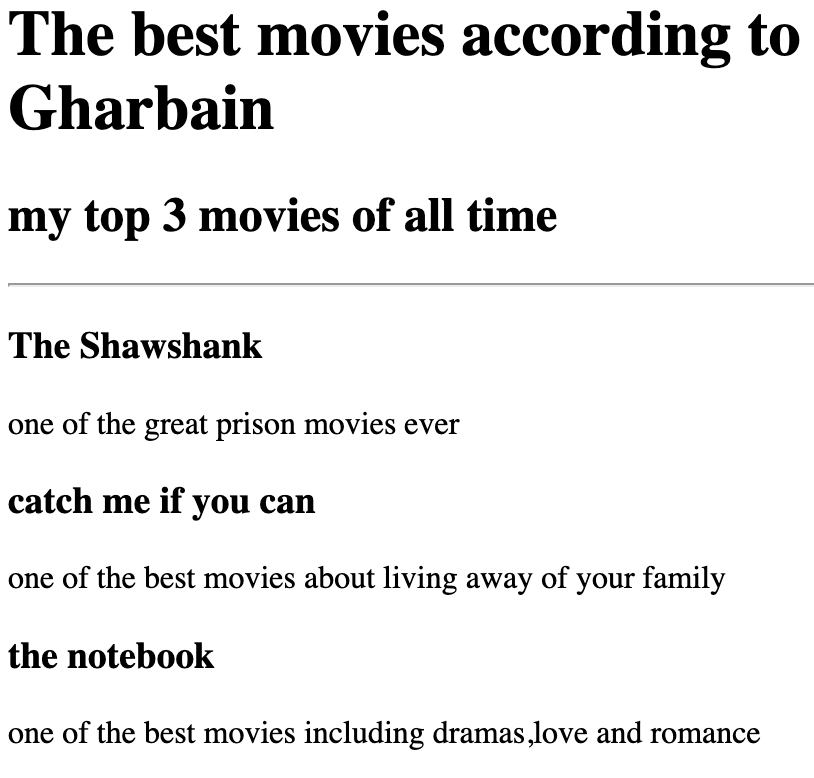 The best movies according to
Gharbain
my top 3 movies of all time
The Shawshank
one of the great prison movies ever
catch me if you can
one of the best movies about living away of your family
the notebook
one of the best movies including dramas,love and romance